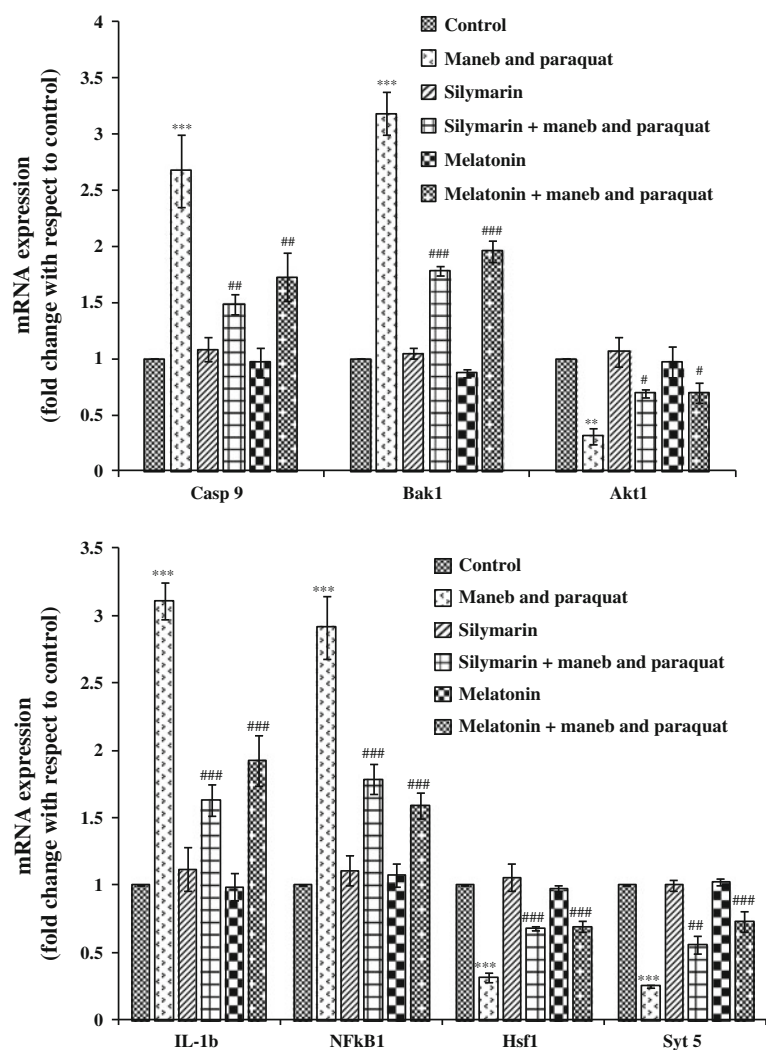 mRNA expression
(fold change with respect to control)
4
3.5
3
2.5
2
1.5
1
0.5
0
Control
Maneb and paraquat
Silymarin
Silymarin + maneb and paraquat
Melatonin
Melatonin + maneb and paraquat
***
##
##
***
###
###
**
#
#
Casp 9
Bak1
Akt1
mRNA expression
(fold change with respect to control)
3.5
3
2.5
2
1.5
1
0.5
0
Control
Maneb and paraquat
Silymarin
Silymarin + maneb and paraquat
Melatonin
Melatonin + maneb and paraquat
***
###
###
***
###
###
***
###
###
***
##
###
IL-1b
NFkB1
Hsf1
Syt 5